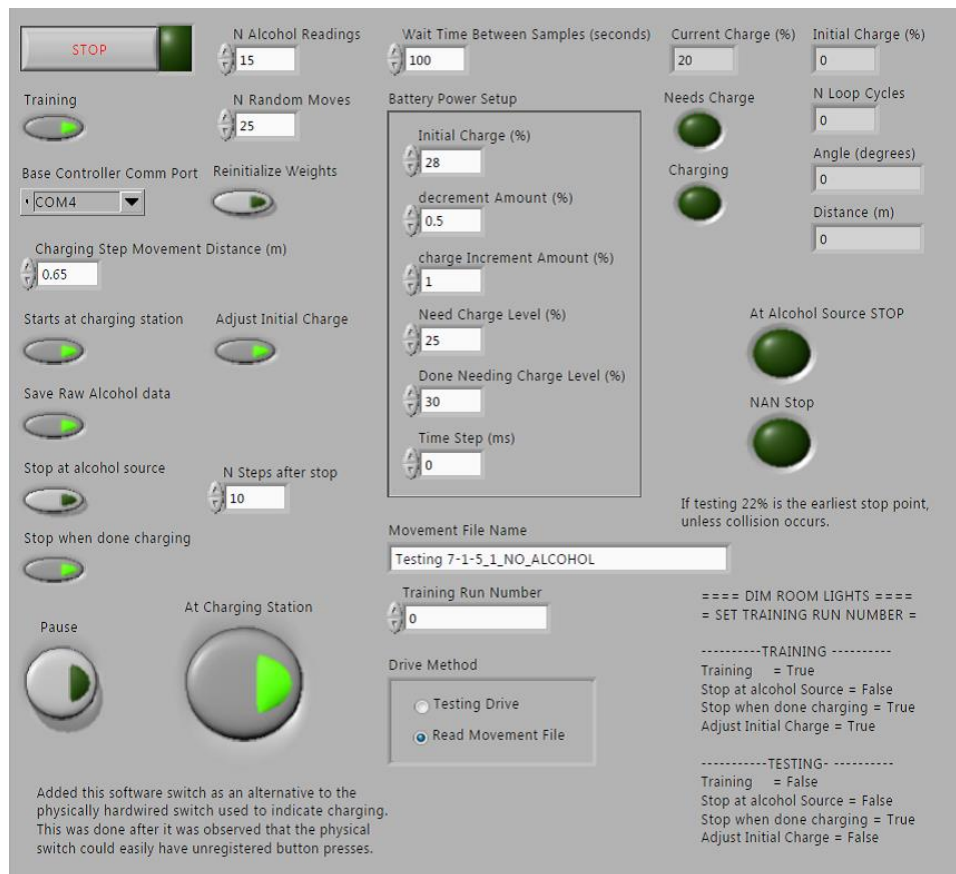 STOP
N Alcohol Readings
15
Wait Time Between Samples (seconds)
100
Current Charge (%)
20
Initial Charge (%)
0
Training
N Random Moves
25
Battery Power Setup
Initial Charge (%)
28
decrement Amount (%)
0.5
charge Increment Amount (%)
1
Need Charge Level (%)
25
Done Needing Charge Level (%)
30
Time Step (ms)
0
Needs Charge
Charging
N Loop Cycles
0
Angle (degrees)
0
Distance (m)
0
Base Controller Comm Port
COM4
Reinitialize Weights
Charging Step Movement Distance (m)
0.65
Starts at charging station
Adjust Initial Charge
Save Raw Alcohol data
Stop at alcohol source
N Steps after stop
10
Stop when done charging
At Alcohol Source STOP
NAN Stop
If testing 22% is the earliest stop point,
unless collision occurs.
Movement File Name
Testing 7-1-5_1_NO_ALCOHOL
Training Run Number
0
Drive Method
Testing Drive
Read Movement File
Pause
At Charging Station
Added this software switch as an alternative to the
physically hardwired switch used to indicate charging.
This was done after it was observed that the physical
switch could easily have unregistered button presses.
==== DIM ROOM LIGHTS ====
= SET TRAINING RUN NUMBER =
----------TRAINING ----------
Training = True
Stop at alcohol Source = False
Stop when done charging = True
Adjust Initial Charge = True
-----------TESTING- ----------
Training = False
Stop at alcohol Source = False
Stop when done charging = True
Adjust Initial Charge = False